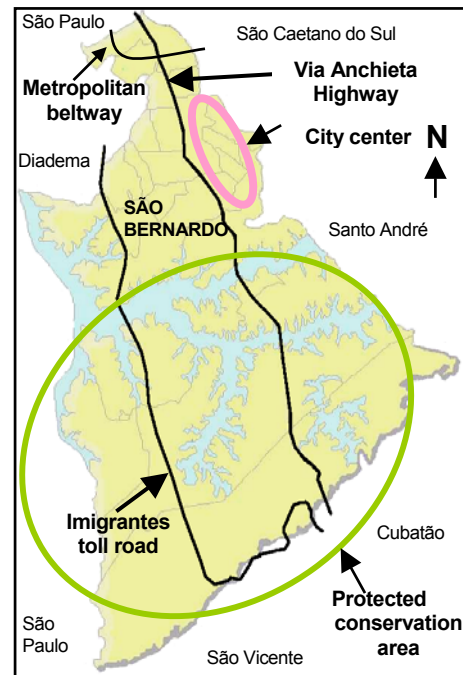 São Paulo
São Caetano do Sul
Metropolitan
beltway
Via Anchieta
Highway
City center
N
Diadema
SÃO
BERNARDO
Santo André
Imigrantes
toll road
Cubatão
Protected
conservation
area
São
Paulo
São Vicente